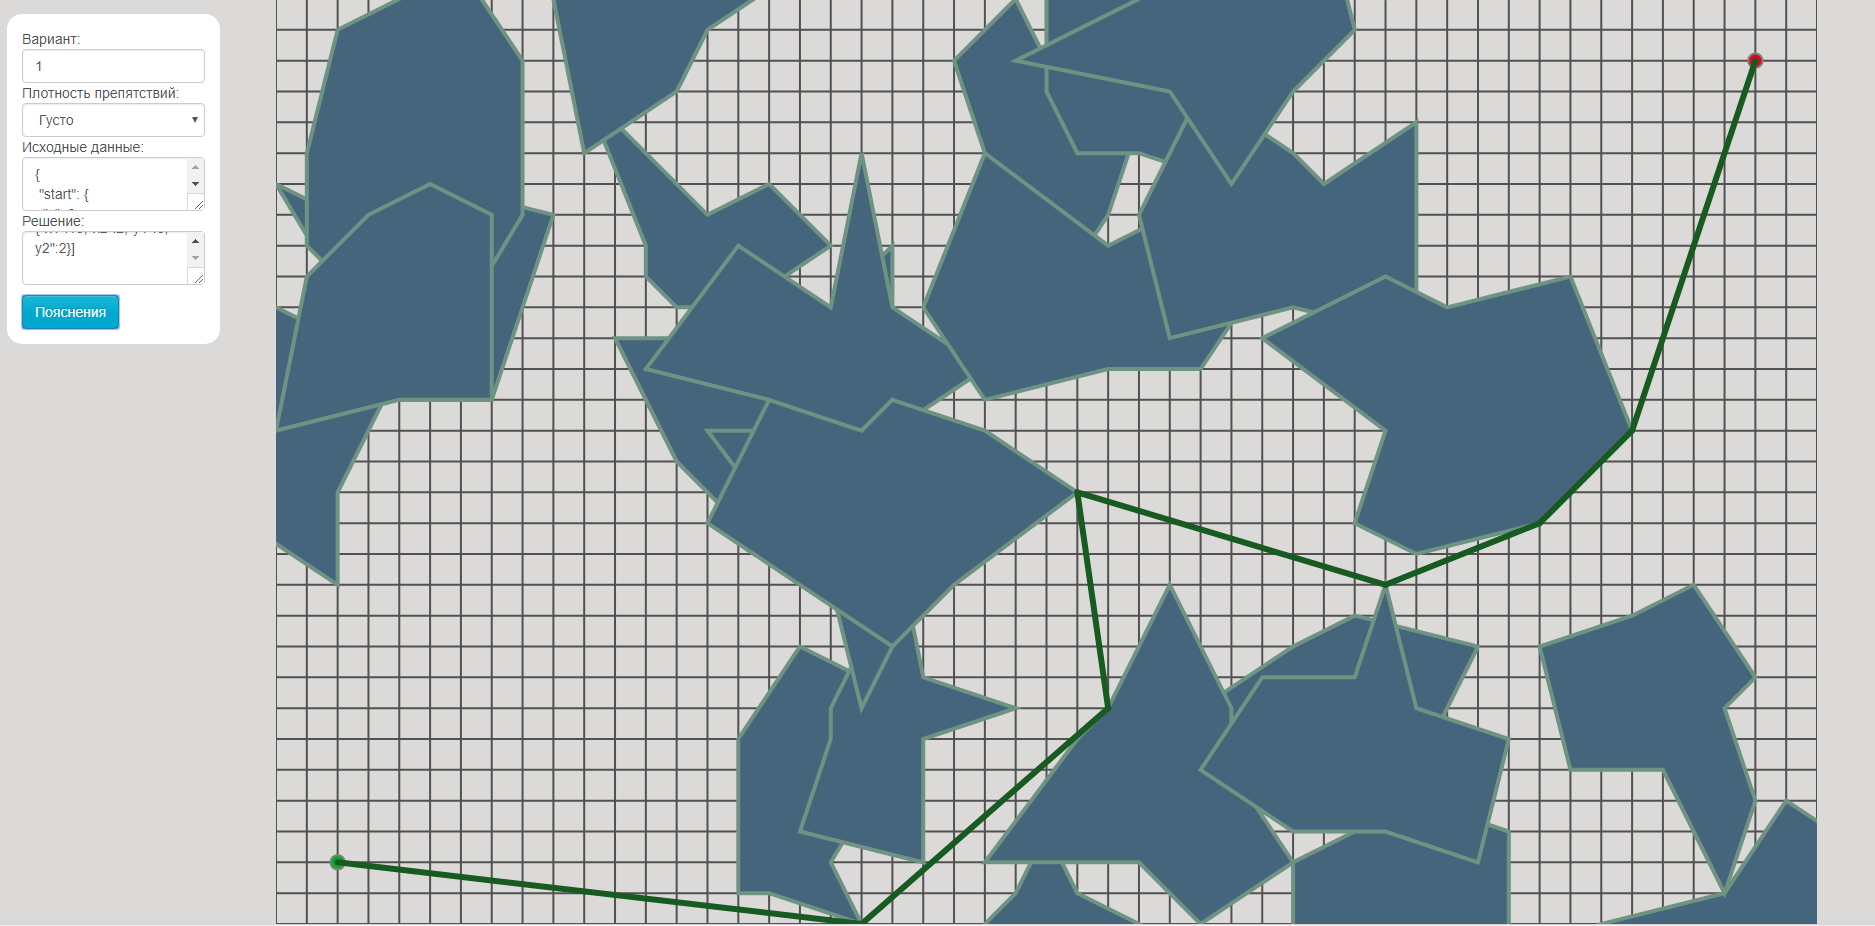 Вариант:
1
Плотность препятствий:
Густо
Исходные данные:
{
"start": {
Решение:
y2":2}]
Пояснения